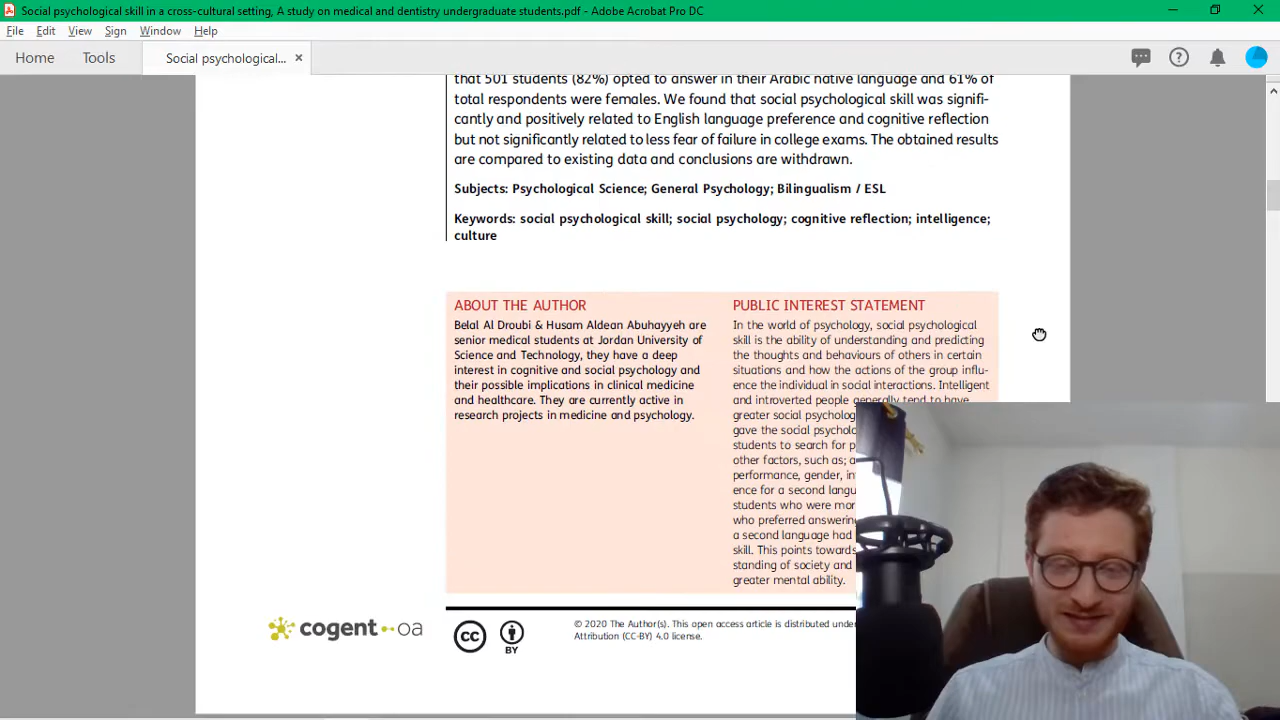 Social psychological skill in a cross-cultural setting, A study on medical and dentistry undergraduate students.pdf - Adobe Acrobat Pro DC
File Edit View Sign Window Help
Home Tools Social psychological... ×
that 501 students (82%) opted to answer in their Arabic native language and 61% of
total respondents were females. We found that social psychological skill was signifi-
cantly and positively related to English language preference and cognitive reflection
but not significantly related to less fear of failure in college exams. The obtained results
are compared to existing data and conclusions are withdrawn.
Subjects: Psychological Science; General Psychology; Bilingualism / ESL
Keywords: social psychological skill; social psychology; cognitive reflection; intelligence;
culture
ABOUT THE AUTHOR
Belal Al Droubi & Husam Aldean Abuhayyeh are
senior medical students at Jordan University of
Science and Technology, they have a deep
interest in cognitive and social psychology and
their possible implications in clinical medicine
and healthcare. They are currently active in
research projects in medicine and psychology.
PUBLIC INTEREST STATEMENT
In the world of psychology, social psychological
skill is the ability of understanding and predicting
the thoughts and behaviours of others in certain
situations and how the actions of the group influ-
ence the individual in social interactions. Intelligent
and introverted people generally tend to have
greater social psycholog
gave the social psycholo
students to search for p
other factors, such as; a
performance, gender, in
ence for a second langu
students who were mor
who preferred answering
a second language had
skill. This points towards
standing of society and
greater mental ability.
cogent oa
cc
BY
© 2020 The Author(s). This open access article is distributed unde
Attribution (CC-BY) 4.0 license.